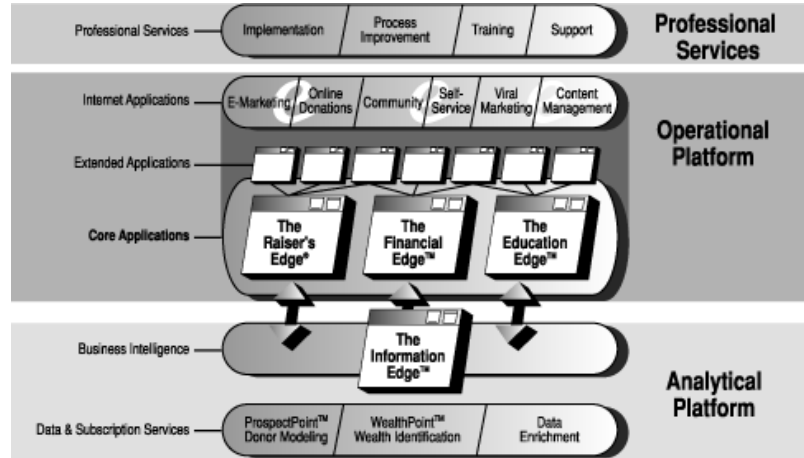 Professional Services
Implementation
Process
Improvement
Training
Support
Professional
Services
Internet Applications
E-Marketing
Online
Donations
Community
Self-
Service
Viral
Marketing
Content
Management
Operational
Platform
Extended Applications
Core Applications
The
Raiser's
Edge®
The
Financial
Edge™
The
Education
Edge™
Business Intelligence
The
Information
Edge™
Analytical
Platform
Data & Subscription Services
ProspectPoint™
Donor Modeling
WealthPoint™
Wealth Identification
Data
Enrichment